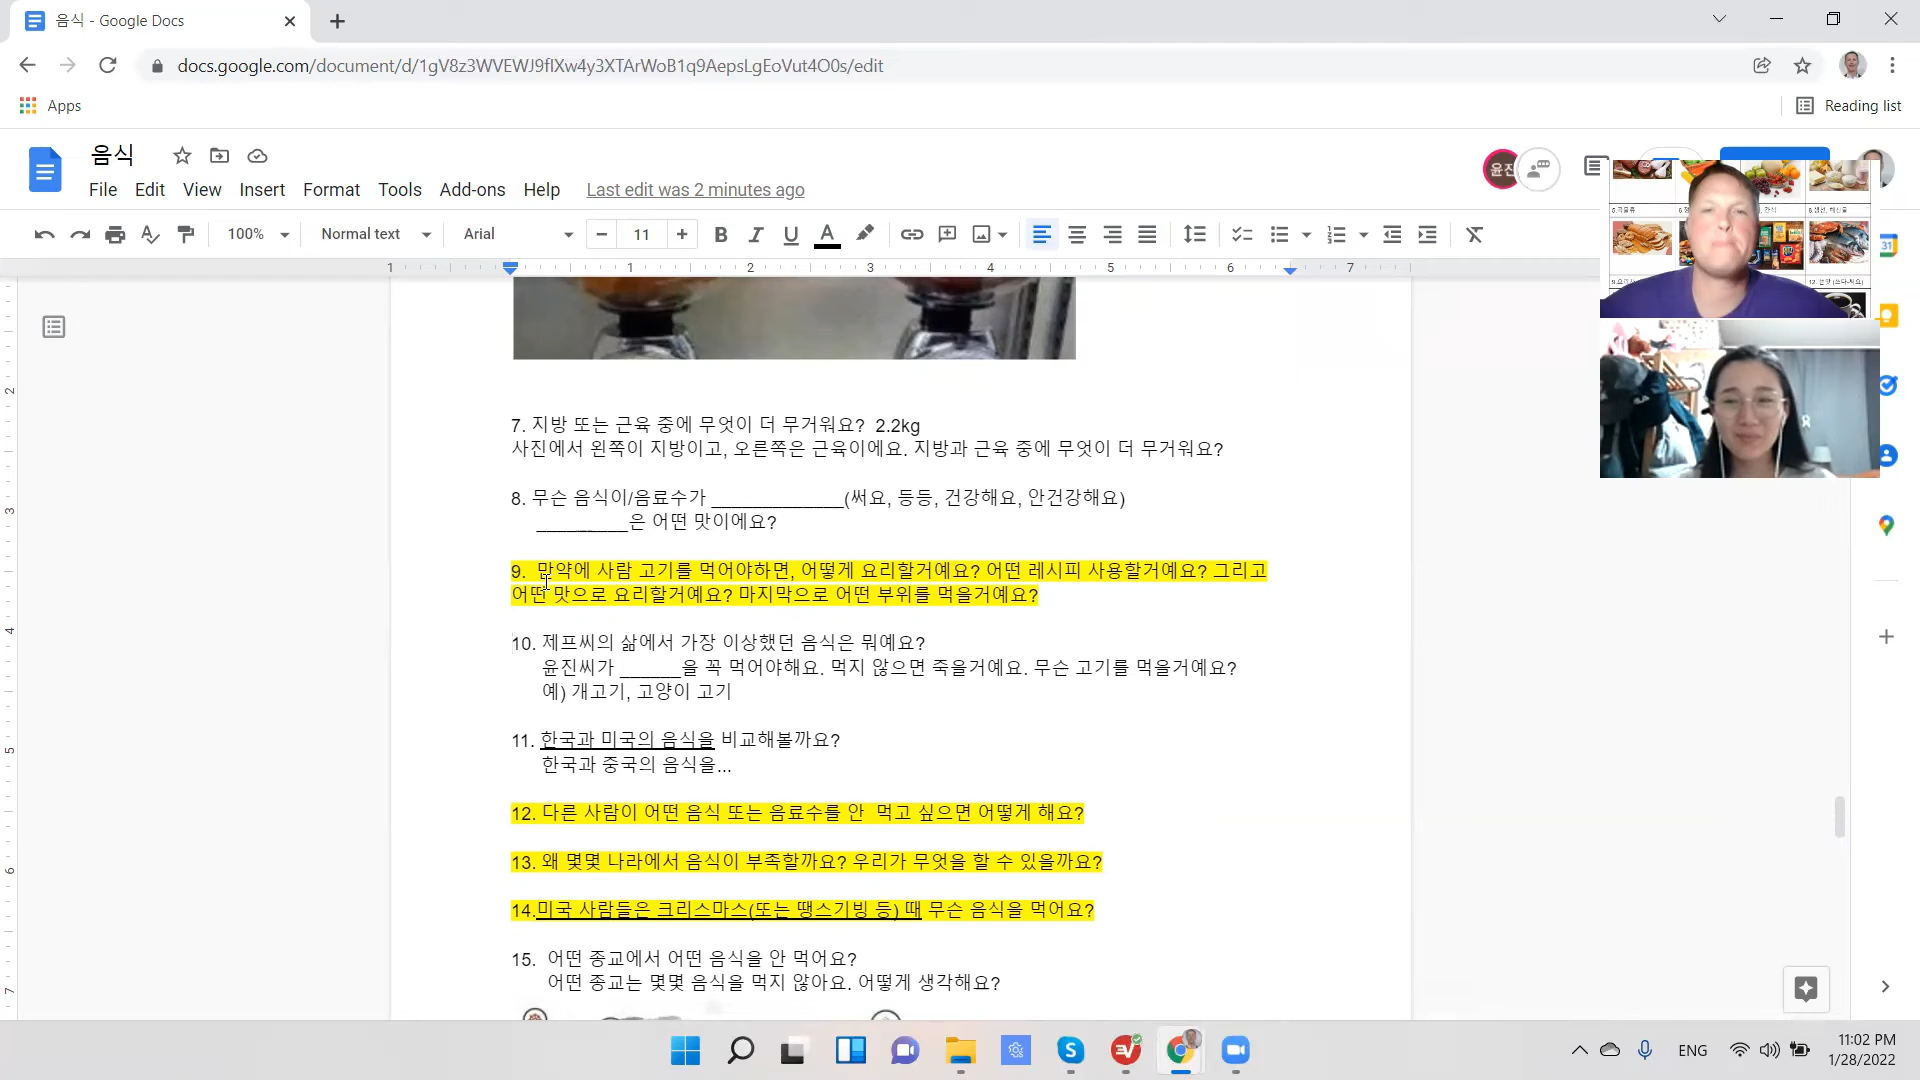 음식 - Google Docs
docs.google.com/document/d/1gV8z3WVEWJ9fIXw4y3XTArWoB1q9AepsLgEoVut4O0s/edit
Apps
Reading list
음식
File Edit View Insert Format Tools Add-ons Help Last edit was 2 minutes ago
윤진
100% Normal text Arial 11
1 1 2 3 4 5 6 7
7. 지방 또는 근육 중에 무엇이 더 무거워요? 2.2kg
사진에서 왼쪽이 지방이고, 오른쪽은 근육이에요. 지방과 근육 중에 무엇이 더 무거워요?
8. 무슨 음식이/음료수가 _____________(써요, 등등, 건강해요, 안건강해요)
_________은 어떤 맛이에요?
9. 만약에 사람 고기를 먹어야하면, 어떻게 요리할거예요? 어떤 레시피 사용할거예요? 그리고
어떤 맛으로 요리할거예요? 마지막으로 어떤 부위를 먹을거예요?
10. 제프씨의 삶에서 가장 이상했던 음식은 뭐예요?
윤진씨가 ______을 꼭 먹어야해요. 먹지 않으면 죽을거예요. 무슨 고기를 먹을거예요?
예) 개고기, 고양이 고기
11. 한국과 미국의 음식을 비교해볼까요?
한국과 중국의 음식을...
12. 다른 사람이 어떤 음식 또는 음료수를 안 먹고 싶으면 어떻게 해요?
13. 왜 몇몇 나라에서 음식이 부족할까요? 우리가 무엇을 할 수 있을까요?
14.미국 사람들은 크리스마스(또는 땡스기빙 등) 때 무슨 음식을 먹어요?
15. 어떤 종교에서 어떤 음식을 안 먹어요?
어떤 종교는 몇몇 음식을 먹지 않아요. 어떻게 생각해요?
2
3
4
5
6
7
31
ENG
11:02 PM
1/28/2022